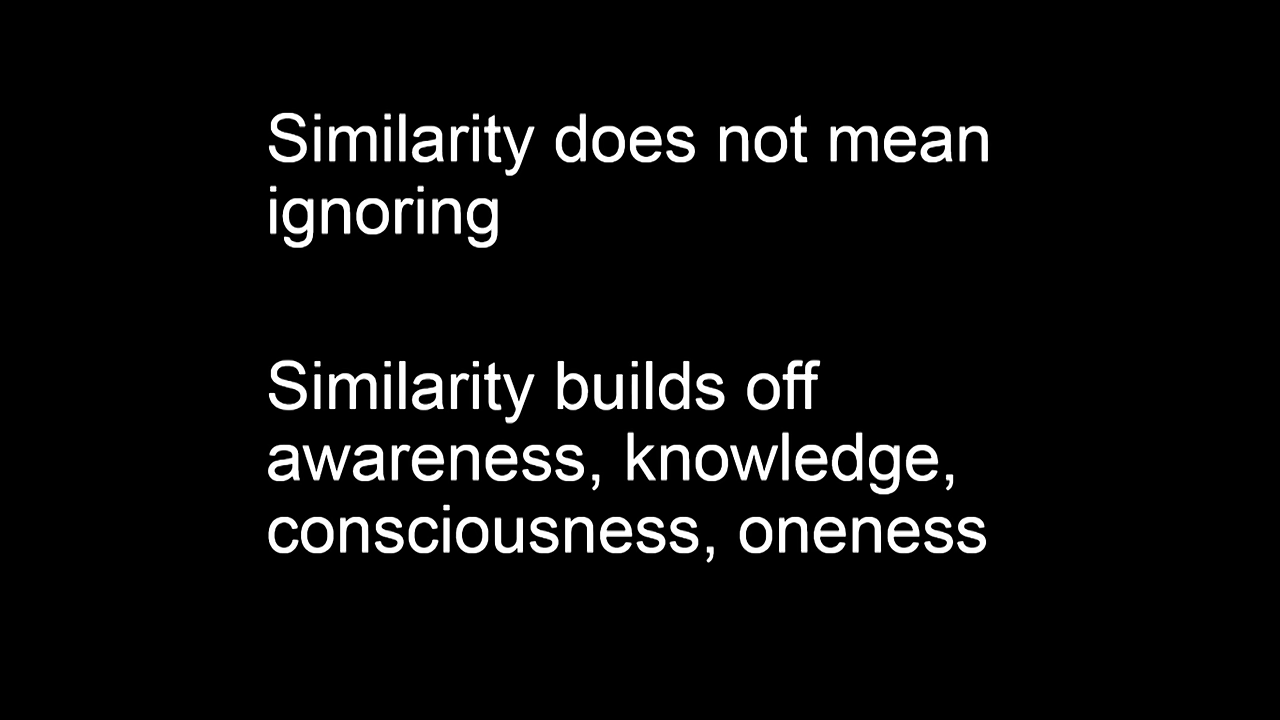 Similarity does not mean
ignoring
Similarity builds off
awareness, knowledge,
consciousness, oneness